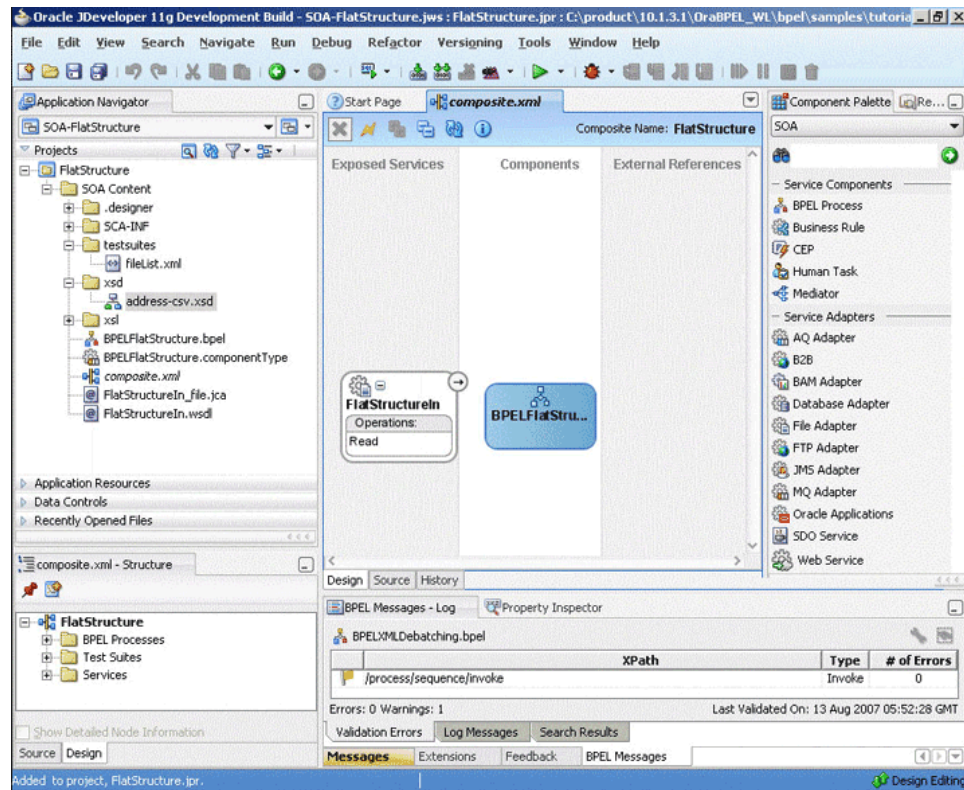 Oracle JDeveloper 11g Development Build - SOA-FlatStructure.jws : FlatStructure.jpr : C:\product\10.1.3.1\OraBPEL_WL\bpel\samples\tutoria
File Edit View Search Navigate Run Debug Refactor Versioning Tools Window Help
Application Navigator
SOA-FlatStructure
Projects
FlatStructure
SOA Content
.designer
SCA-INF
testsuites
fileList.xml
xsd
address-csv.xsd
xsl
BPELFlatStructure.bpel
BPELFlatStructure.componentType
composite.xml
FlatStructureIn_file.jca
FlatStructureIn.wsdl
Application Resources
Data Controls
Recently Opened Files
composite.xml - Structure
FlatStructure
BPEL Processes
Test Suites
Services
Show Detailed Node Information
Source Design
Start Page composite.xml
Composite Name: FlatStructure
Exposed Services Components External References
FlatStructureIn
Operations:
Read
BPELFlatStru...
Design Source History
BPEL Messages - Log Property Inspector
BPELXMLDebatching.bpel
XPath Type # of Errors
/process/sequence/invoke Invoke 0
Errors: 0 Warnings: 1 Last Validated On: 13 Aug 2007 05:52:28 GMT
Validation Errors Log Messages Search Results
Messages Extensions Feedback BPEL Messages
Component Palette Re...
SOA
Service Components
BPEL Process
Business Rule
CEP
Human Task
Mediator
Service Adapters
AQ Adapter
B2B
BAM Adapter
Database Adapter
File Adapter
FTP Adapter
JMS Adapter
MQ Adapter
Oracle Applications
SDO Service
Web Service
Added to project, FlatStructure.jpr.
Design Editing